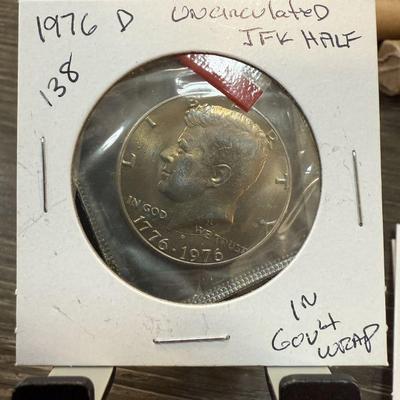 1976 D
UNCIRCULATED
JFK HALF
138
LIBERTY
IN GOD
WE TRUST
1776·1976
IN
GOV't
WRAP